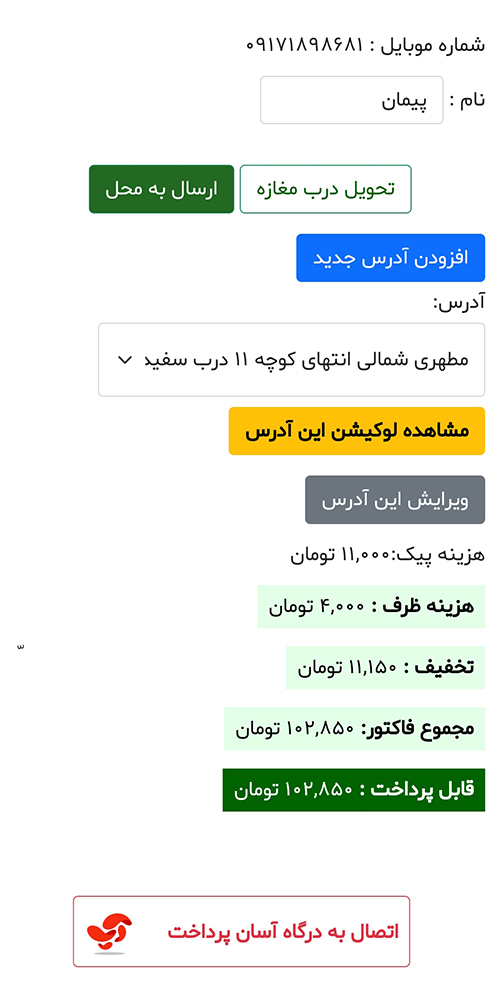 شماره موبایل : ۰۹۱۷۱۸۹۸۶۸۱
نام : پیمان
تحویل درب مغازه ارسال به محل
افزودن آدرس جدید
آدرس:
مطهری شمالی انتهای کوچه ۱۱ درب سفید
مشاهده لوکیشن این آدرس
ویرایش این آدرس
هزینه پیک:۱۱,۰۰۰ تومان
هزینه ظرف : ۴,۰۰۰ تومان
تخفیف : ۱۱,۱۵۰ تومان
مجموع فاکتور: ۱۰۲,۸۵۰ تومان
قابل پرداخت : ۱۰۲,۸۵۰ تومان
اتصال به درگاه آسان پرداخت